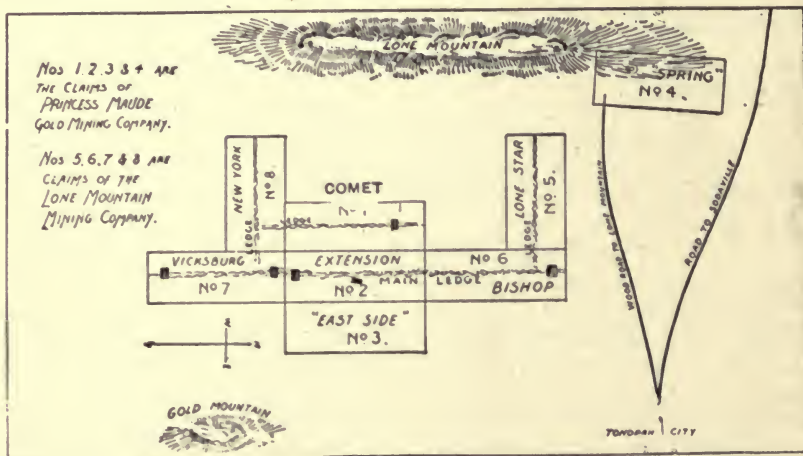 LONE MOUNTAIN
Nos 1.2.3 & 4 ARE
THE CLAIMS OF
PRINCESS MAUDE
GOLD MINING COMPANY.
Nos 5,6,7 & 8 ARE
CLAIMS OF THE
LONE MOUNTAIN
MINING COMPANY.
"SPRING"
No 4.
NEW YORK
No 8.
LEDGE
COMET
No 1
LEDGE
LONE STAR
No 5.
LEDGE
VICKSBURG
No 7
EXTENSION
No 2
MAIN LEDGE
No 6
BISHOP
"EAST SIDE"
No 3.
WOOD ROAD TO LONE MOUNTAIN
ROAD TO SODAVILLE
GOLD MOUNTAIN
TONOPAH CITY